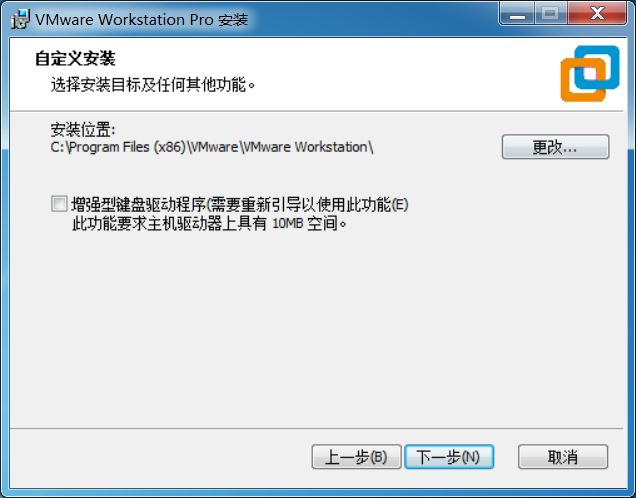 VMware Workstation Pro 安装
自定义安装
选择安装目标及任何其他功能。
安装位置:
C:\Program Files (x86)\VMware\VMware Workstation\
更改...
增强型键盘驱动程序(需要重新引导以使用此功能(E)
此功能要求主机驱动器上具有 10MB 空间。
上一步(B) 下一步(N) 取消